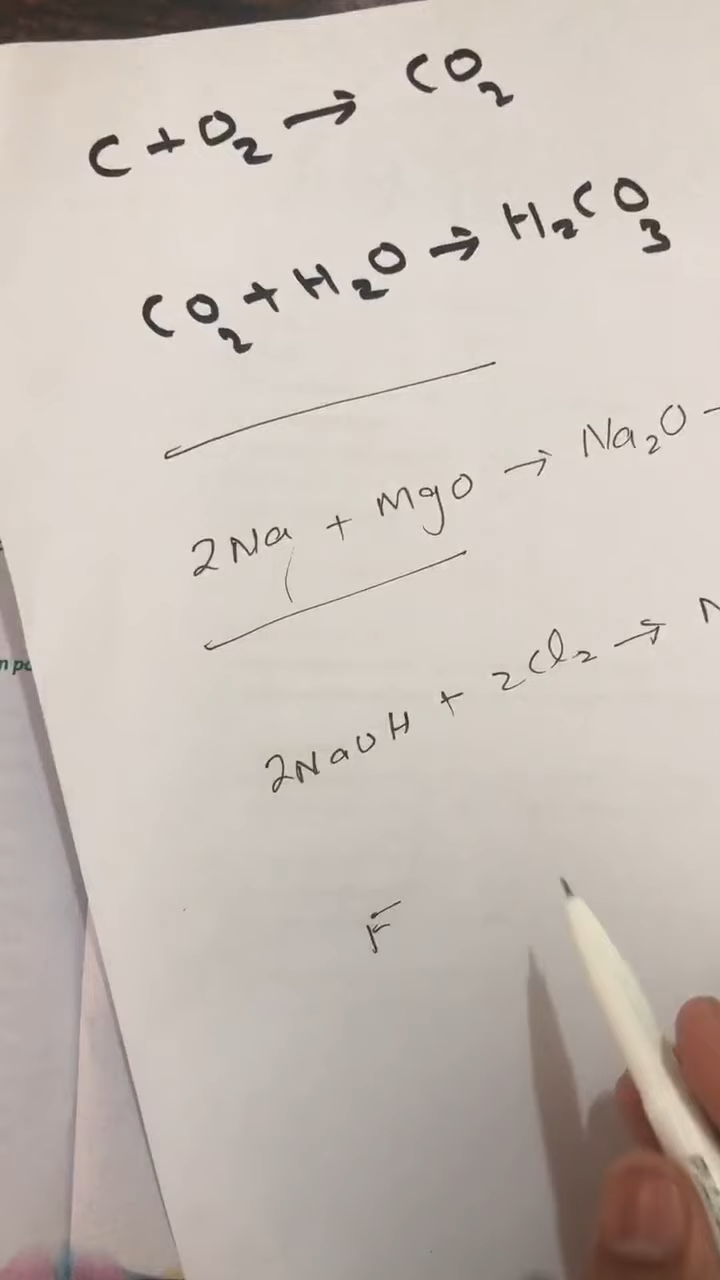 C + O₂ → CO₂
CO₂ + H₂O → H₂CO₃
2Na + MgO → Na₂O
2NaOH + 2Cl₂ → N
F